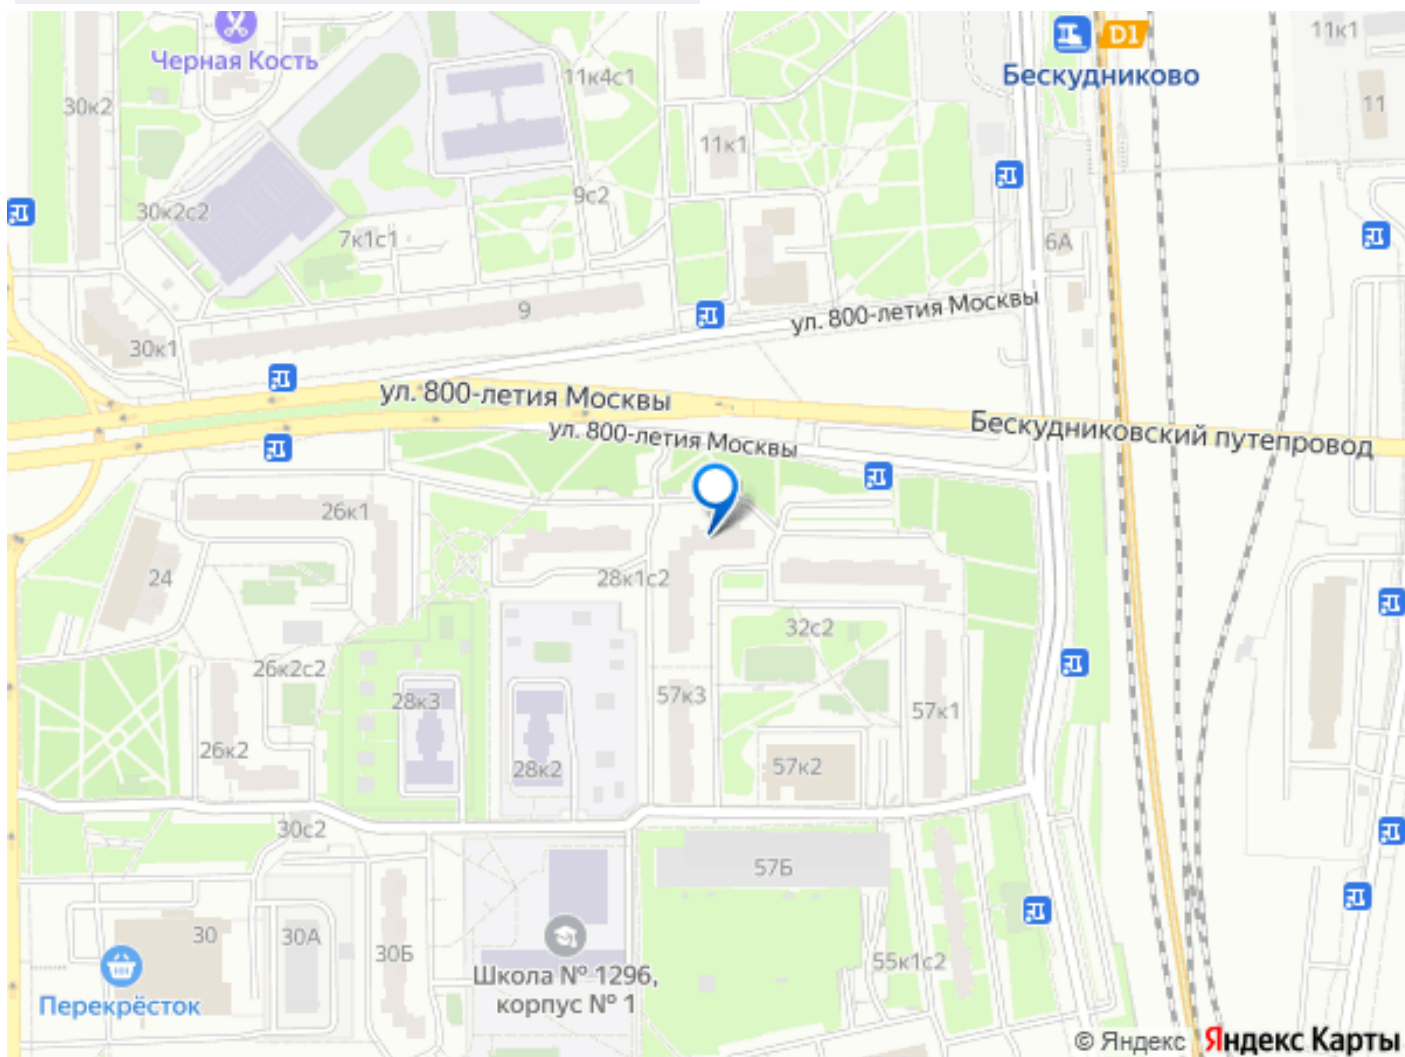 D1
11к1
Черная Кость
Бескудниково
11к4с1
30к2
11
11к1
9с2
30к2с2
7к1с1
6А
9
ул. 800-летия Москвы
30к1
ул. 800-летия Москвы
Бескудниковский путепровод
ул. 800-летия Москвы
26к1
24
28к1с2
32с2
26к2с2
28к3
57к3
57к1
26к2
28к2
57к2
30с2
57Б
30
30А
30Б
55к1с2
Школа № 1296,
корпус № 1
Перекрёсток
© Яндекс Яндекс Карты